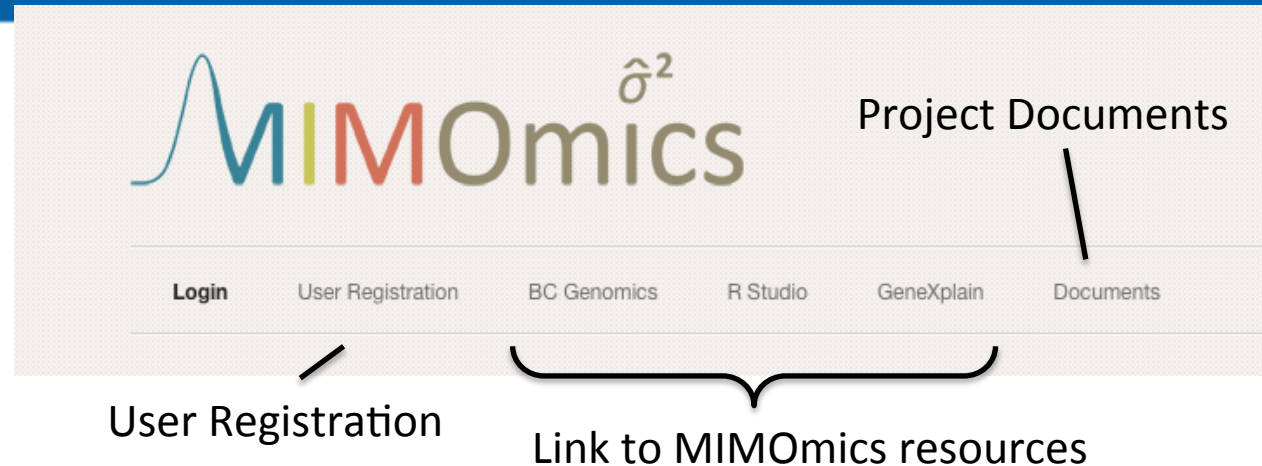 σ̂²
MIMOmics
Project Documents
Login User Registration BC Genomics R Studio GeneXplain Documents
User Registration
Link to MIMOmics resources